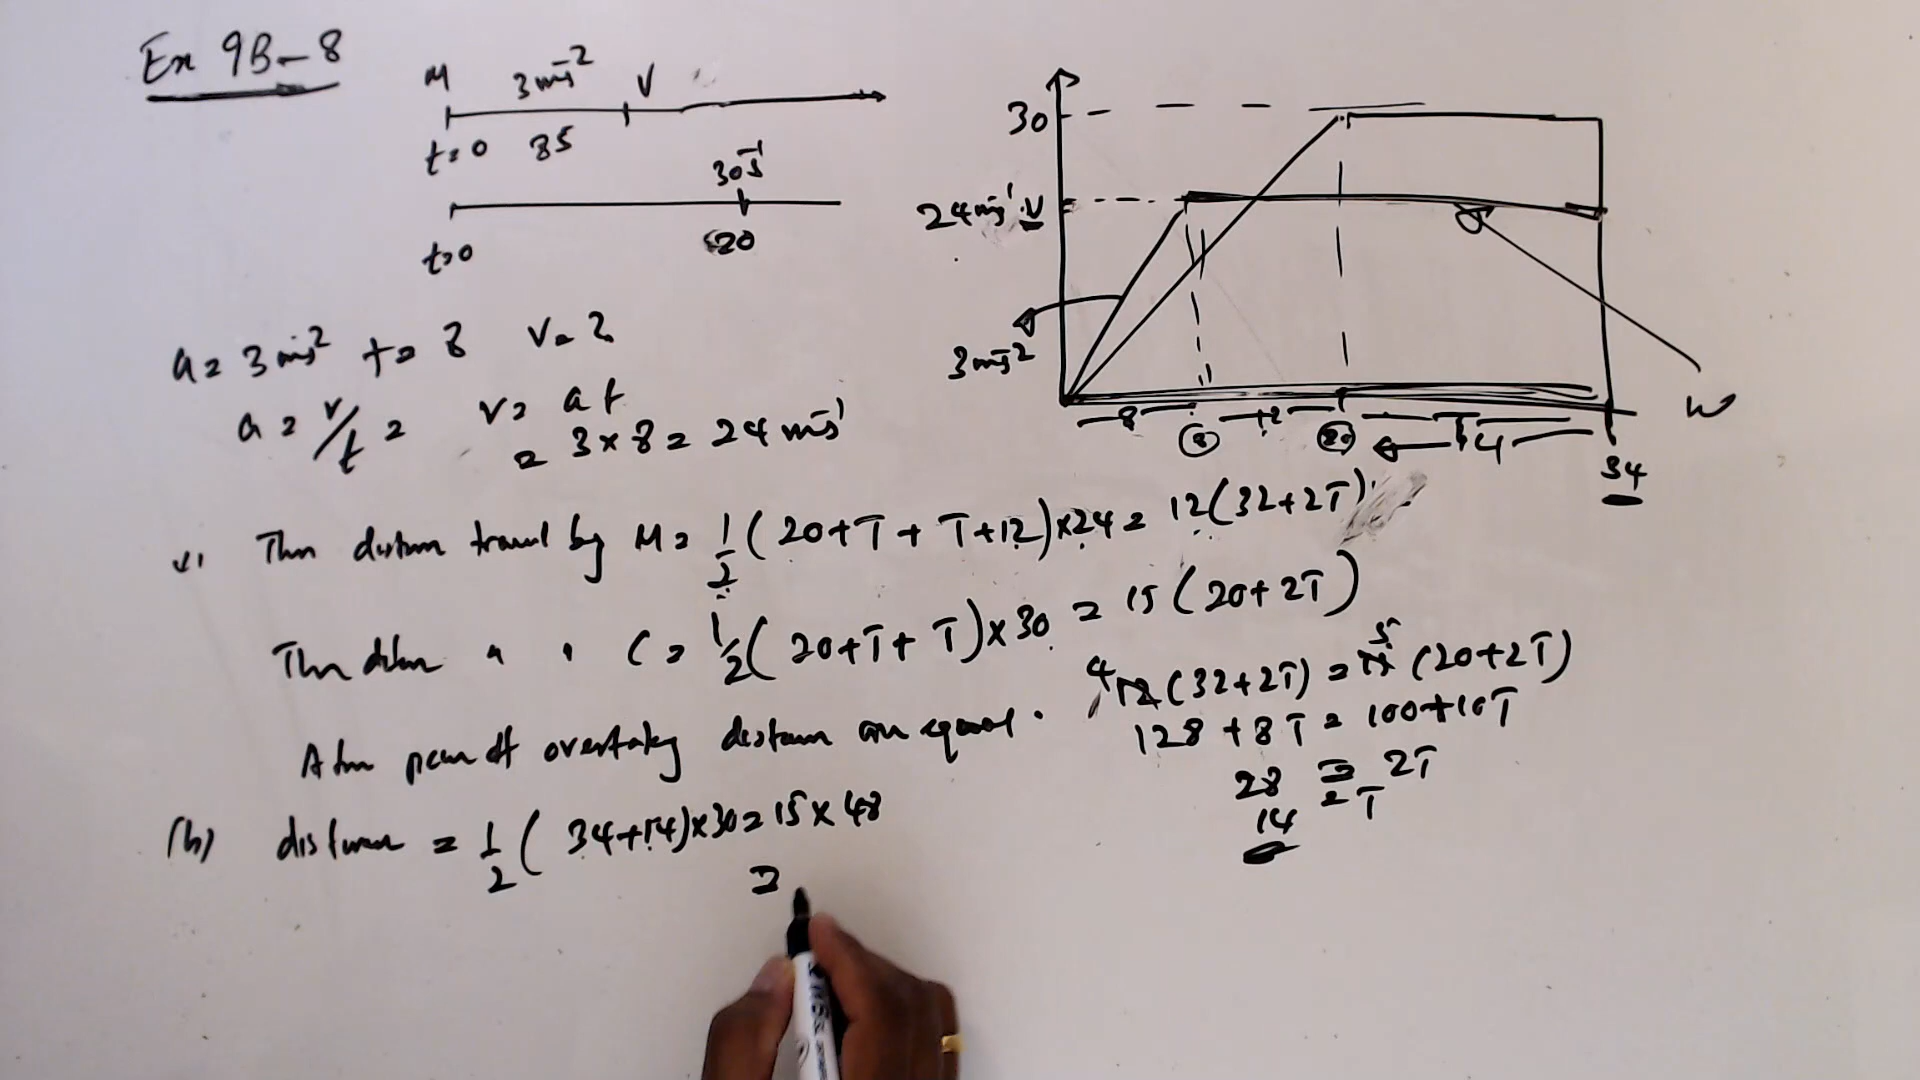 Ex 9B-8
M 3ms⁻² V
t=0 8s
30s⁻¹
t=0 20
a = 3ms⁻² t = 8 V = ?
a = v/t = v = at
= 3 × 8 = 24 ms⁻¹
30
24ms⁻¹ V
3ms⁻²
8 12 T
8 20 14
34
The distance travel by M = 1/2 (20+T + T+12)×24 = 12(32+2T)
The C = 1/2 (20+T+T)×30 = 15(20+2T)
At overtaking distance are equal.
4 12(32+2T) = 15 5 (20+2T)
128 + 8T = 100+10T
28 = 2T
14 = T
(b) distance = 1/2 (34+14)×30 = 15×48
=